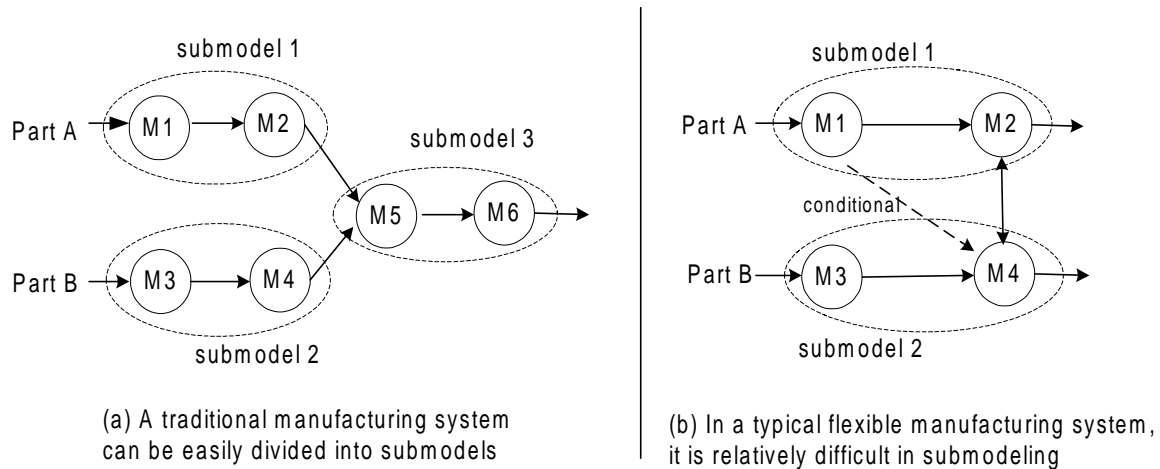 submodel 1
Part A
M1
M2
submodel 3
M5
M6
Part B
M3
M4
submodel 2
(a) A traditional manufacturing system
can be easily divided into submodels
submodel 1
Part A
M1
M2
conditional
Part B
M3
M4
submodel 2
(b) In a typical flexible manufacturing system,
it is relatively difficult in submodeling